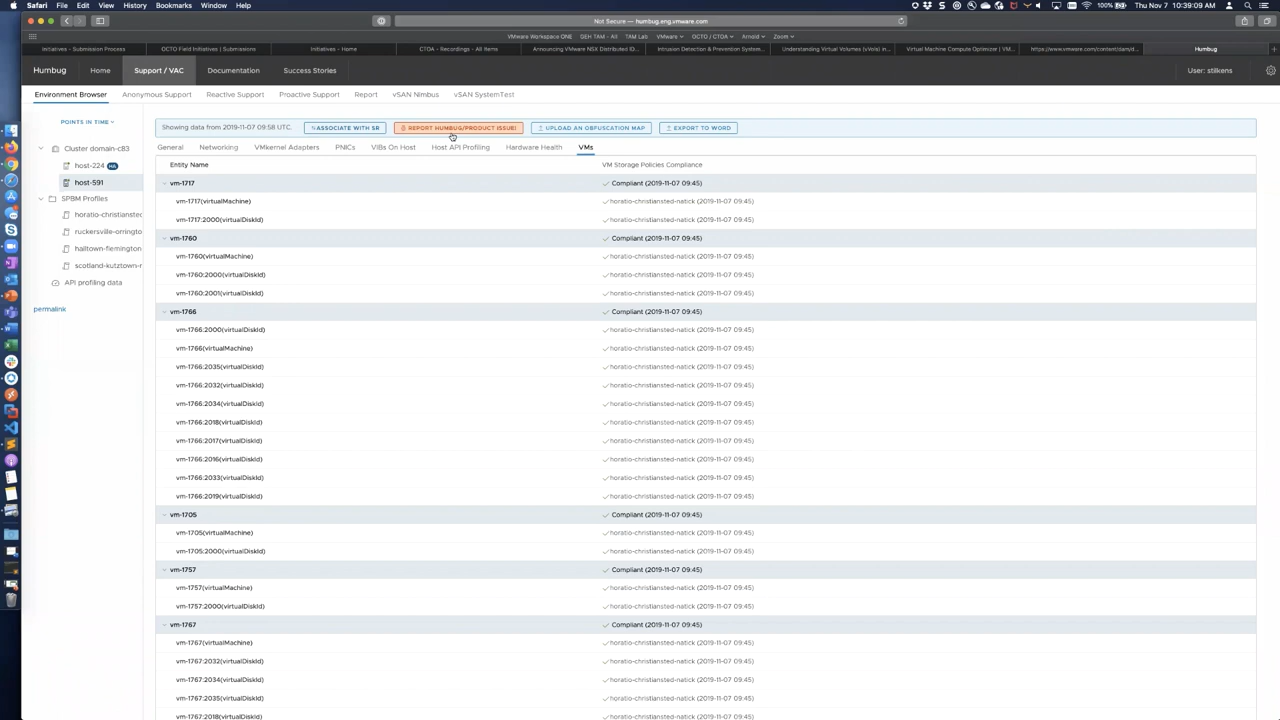 Safari File Edit View History Bookmarks Window Help
100% Thu Nov 7 10:39:09 AM
Not Secure — humbug.eng.vmware.com
VMware Workspace ONE GEH TAM - All TAM Lab VMware OCTO / CTOA Arnold Zoom
Initiatives - Submission Process OCTO Field Initiatives | Submissions Initiatives - Home CTOA - Recordings - All Items Announcing VMware NSX Distributed ID... Intrusion Detection & Prevention System... Understanding Virtual Volumes (vVols) in... Virtual Machine Compute Optimizer | VM... https://www.vmware.com/content/dam/d... Humbug
Humbug Home Support / VAC Documentation Success Stories User: stilkens
Environment Browser Anonymous Support Reactive Support Proactive Support Report vSAN Nimbus vSAN SystemTest
POINTS IN TIME
Showing data from 2019-11-07 09:58 UTC. ASSOCIATE WITH SR REPORT HUMBUG/PRODUCT ISSUE! UPLOAD AN OBFUSCATION MAP EXPORT TO WORD
General Networking VMkernel Adapters PNICs VIBs On Host Host API Profiling Hardware Health VMs
Cluster domain-c83
host-224 HA
host-591
SPBM Profiles
horatio-christiansted
ruckersville-orringto
halltown-flemington
scotland-kutztown-r
API profiling data
permalink
Entity Name VM Storage Policies Compliance
vm-1717 Compliant (2019-11-07 09:45)
vm-1717(virtualMachine) horatio-christiansted-natick (2019-11-07 09:45)
vm-1717:2000(virtualDiskId) horatio-christiansted-natick (2019-11-07 09:45)
vm-1760 Compliant (2019-11-07 09:45)
vm-1760(virtualMachine) horatio-christiansted-natick (2019-11-07 09:45)
vm-1760:2000(virtualDiskId) horatio-christiansted-natick (2019-11-07 09:45)
vm-1760:2001(virtualDiskId) horatio-christiansted-natick (2019-11-07 09:45)
vm-1766 Compliant (2019-11-07 09:45)
vm-1766:2000(virtualDiskId) horatio-christiansted-natick (2019-11-07 09:45)
vm-1766(virtualMachine) horatio-christiansted-natick (2019-11-07 09:45)
vm-1766:2035(virtualDiskId) horatio-christiansted-natick (2019-11-07 09:45)
vm-1766:2032(virtualDiskId) horatio-christiansted-natick (2019-11-07 09:45)
vm-1766:2034(virtualDiskId) horatio-christiansted-natick (2019-11-07 09:45)
vm-1766:2018(virtualDiskId) horatio-christiansted-natick (2019-11-07 09:45)
vm-1766:2017(virtualDiskId) horatio-christiansted-natick (2019-11-07 09:45)
vm-1766:2016(virtualDiskId) horatio-christiansted-natick (2019-11-07 09:45)
vm-1766:2033(virtualDiskId) horatio-christiansted-natick (2019-11-07 09:45)
vm-1766:2019(virtualDiskId) horatio-christiansted-natick (2019-11-07 09:45)
vm-1705 Compliant (2019-11-07 09:45)
vm-1705(virtualMachine) horatio-christiansted-natick (2019-11-07 09:45)
vm-1705:2000(virtualDiskId) horatio-christiansted-natick (2019-11-07 09:45)
vm-1757 Compliant (2019-11-07 09:45)
vm-1757(virtualMachine) horatio-christiansted-natick (2019-11-07 09:45)
vm-1757:2000(virtualDiskId) horatio-christiansted-natick (2019-11-07 09:45)
vm-1767 Compliant (2019-11-07 09:45)
vm-1767(virtualMachine) horatio-christiansted-natick (2019-11-07 09:45)
vm-1767:2032(virtualDiskId) horatio-christiansted-natick (2019-11-07 09:45)
vm-1767:2034(virtualDiskId) horatio-christiansted-natick (2019-11-07 09:45)
vm-1767:2035(virtualDiskId) horatio-christiansted-natick (2019-11-07 09:45)
vm-1767:2018(virtualDiskId) horatio-christiansted-natick (2019-11-07 09:45)